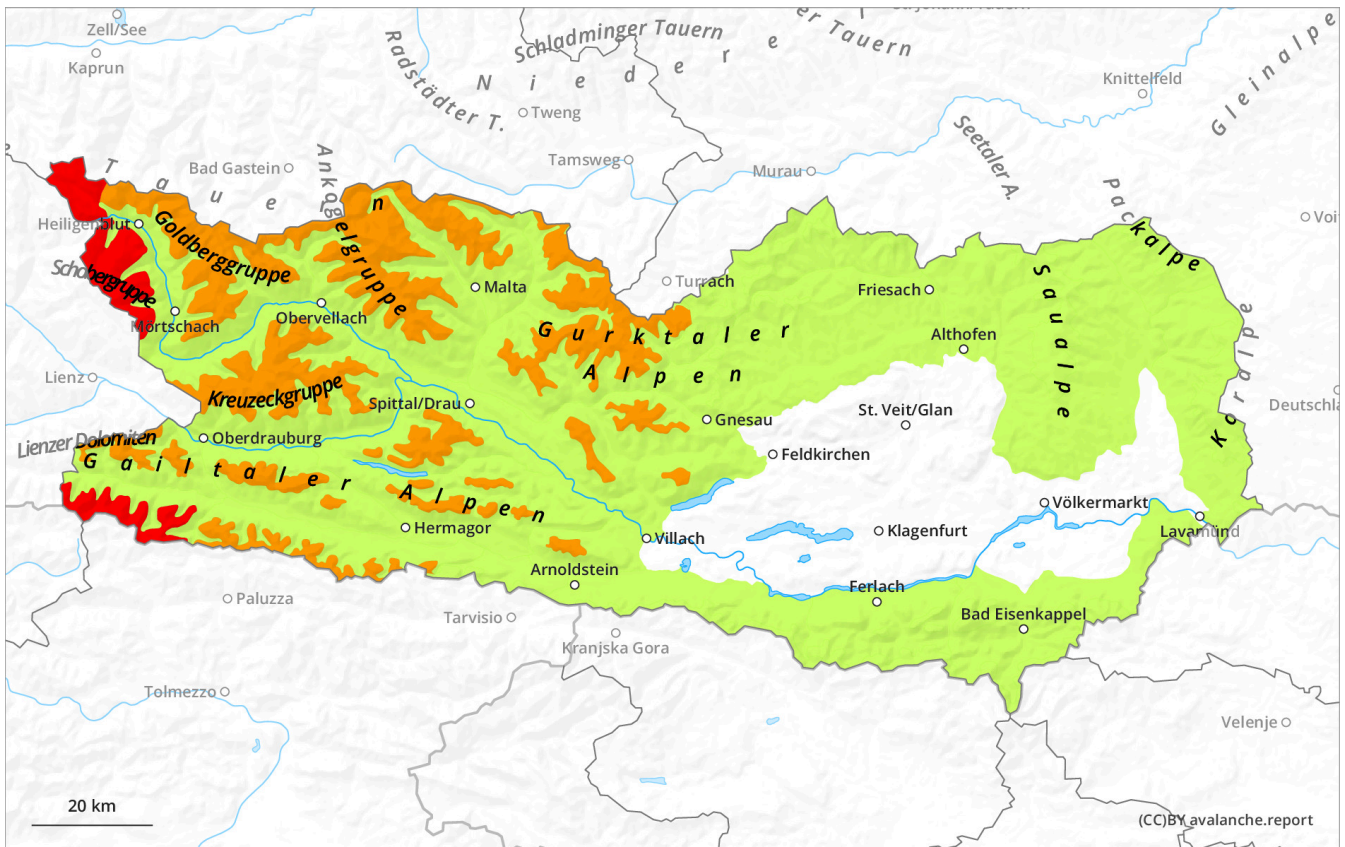 Zell/See
Kaprun
Radstädter T.
Schladminger Tauern
Niedere
Tauern
Tweng
Tamsweg
Murau
Knittelfeld
Gleinalpe
Seetaler A.
Packalpe
Bad Gastein
Tauern
Ankogelgruppe
Heiligenblut
Goldberggruppe
Schobergruppe
Mörtschach
Obervellach
Malta
Turrach
Friesach
Althofen
Saualpe
Koralpe
Gurktaler
Alpen
Lienz
Kreuzeckgruppe
Spittal/Drau
Gnesau
St. Veit/Glan
Deutschla
Lienzer Dolomiten
Oberdrauburg
Feldkirchen
Gailtaler Alpen
Hermagor
Villach
Klagenfurt
Völkermarkt
Lavamünd
Arnoldstein
Ferlach
Bad Eisenkappel
Paluzza
Tarvisio
Kranjska Gora
Tolmezzo
Velenje
20 km
(CC)BY avalanche.report